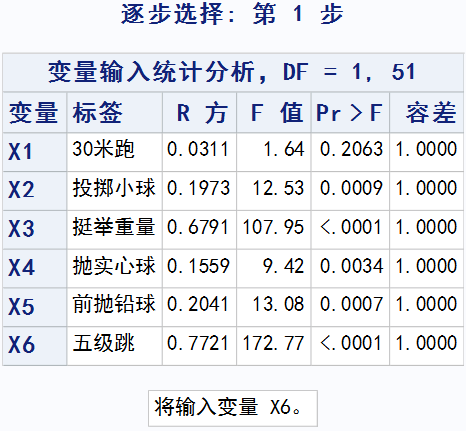 逐步选择: 第 1 步
变量输入统计分析, DF = 1, 51
变量 标签 R 方 F 值 Pr > F 容差
X1 30米跑 0.0311 1.64 0.2063 1.0000
X2 投掷小球 0.1973 12.53 0.0009 1.0000
X3 挺举重量 0.6791 107.95 <.0001 1.0000
X4 抛实心球 0.1559 9.42 0.0034 1.0000
X5 前抛铅球 0.2041 13.08 0.0007 1.0000
X6 五级跳 0.7721 172.77 <.0001 1.0000
将输入变量 X6。